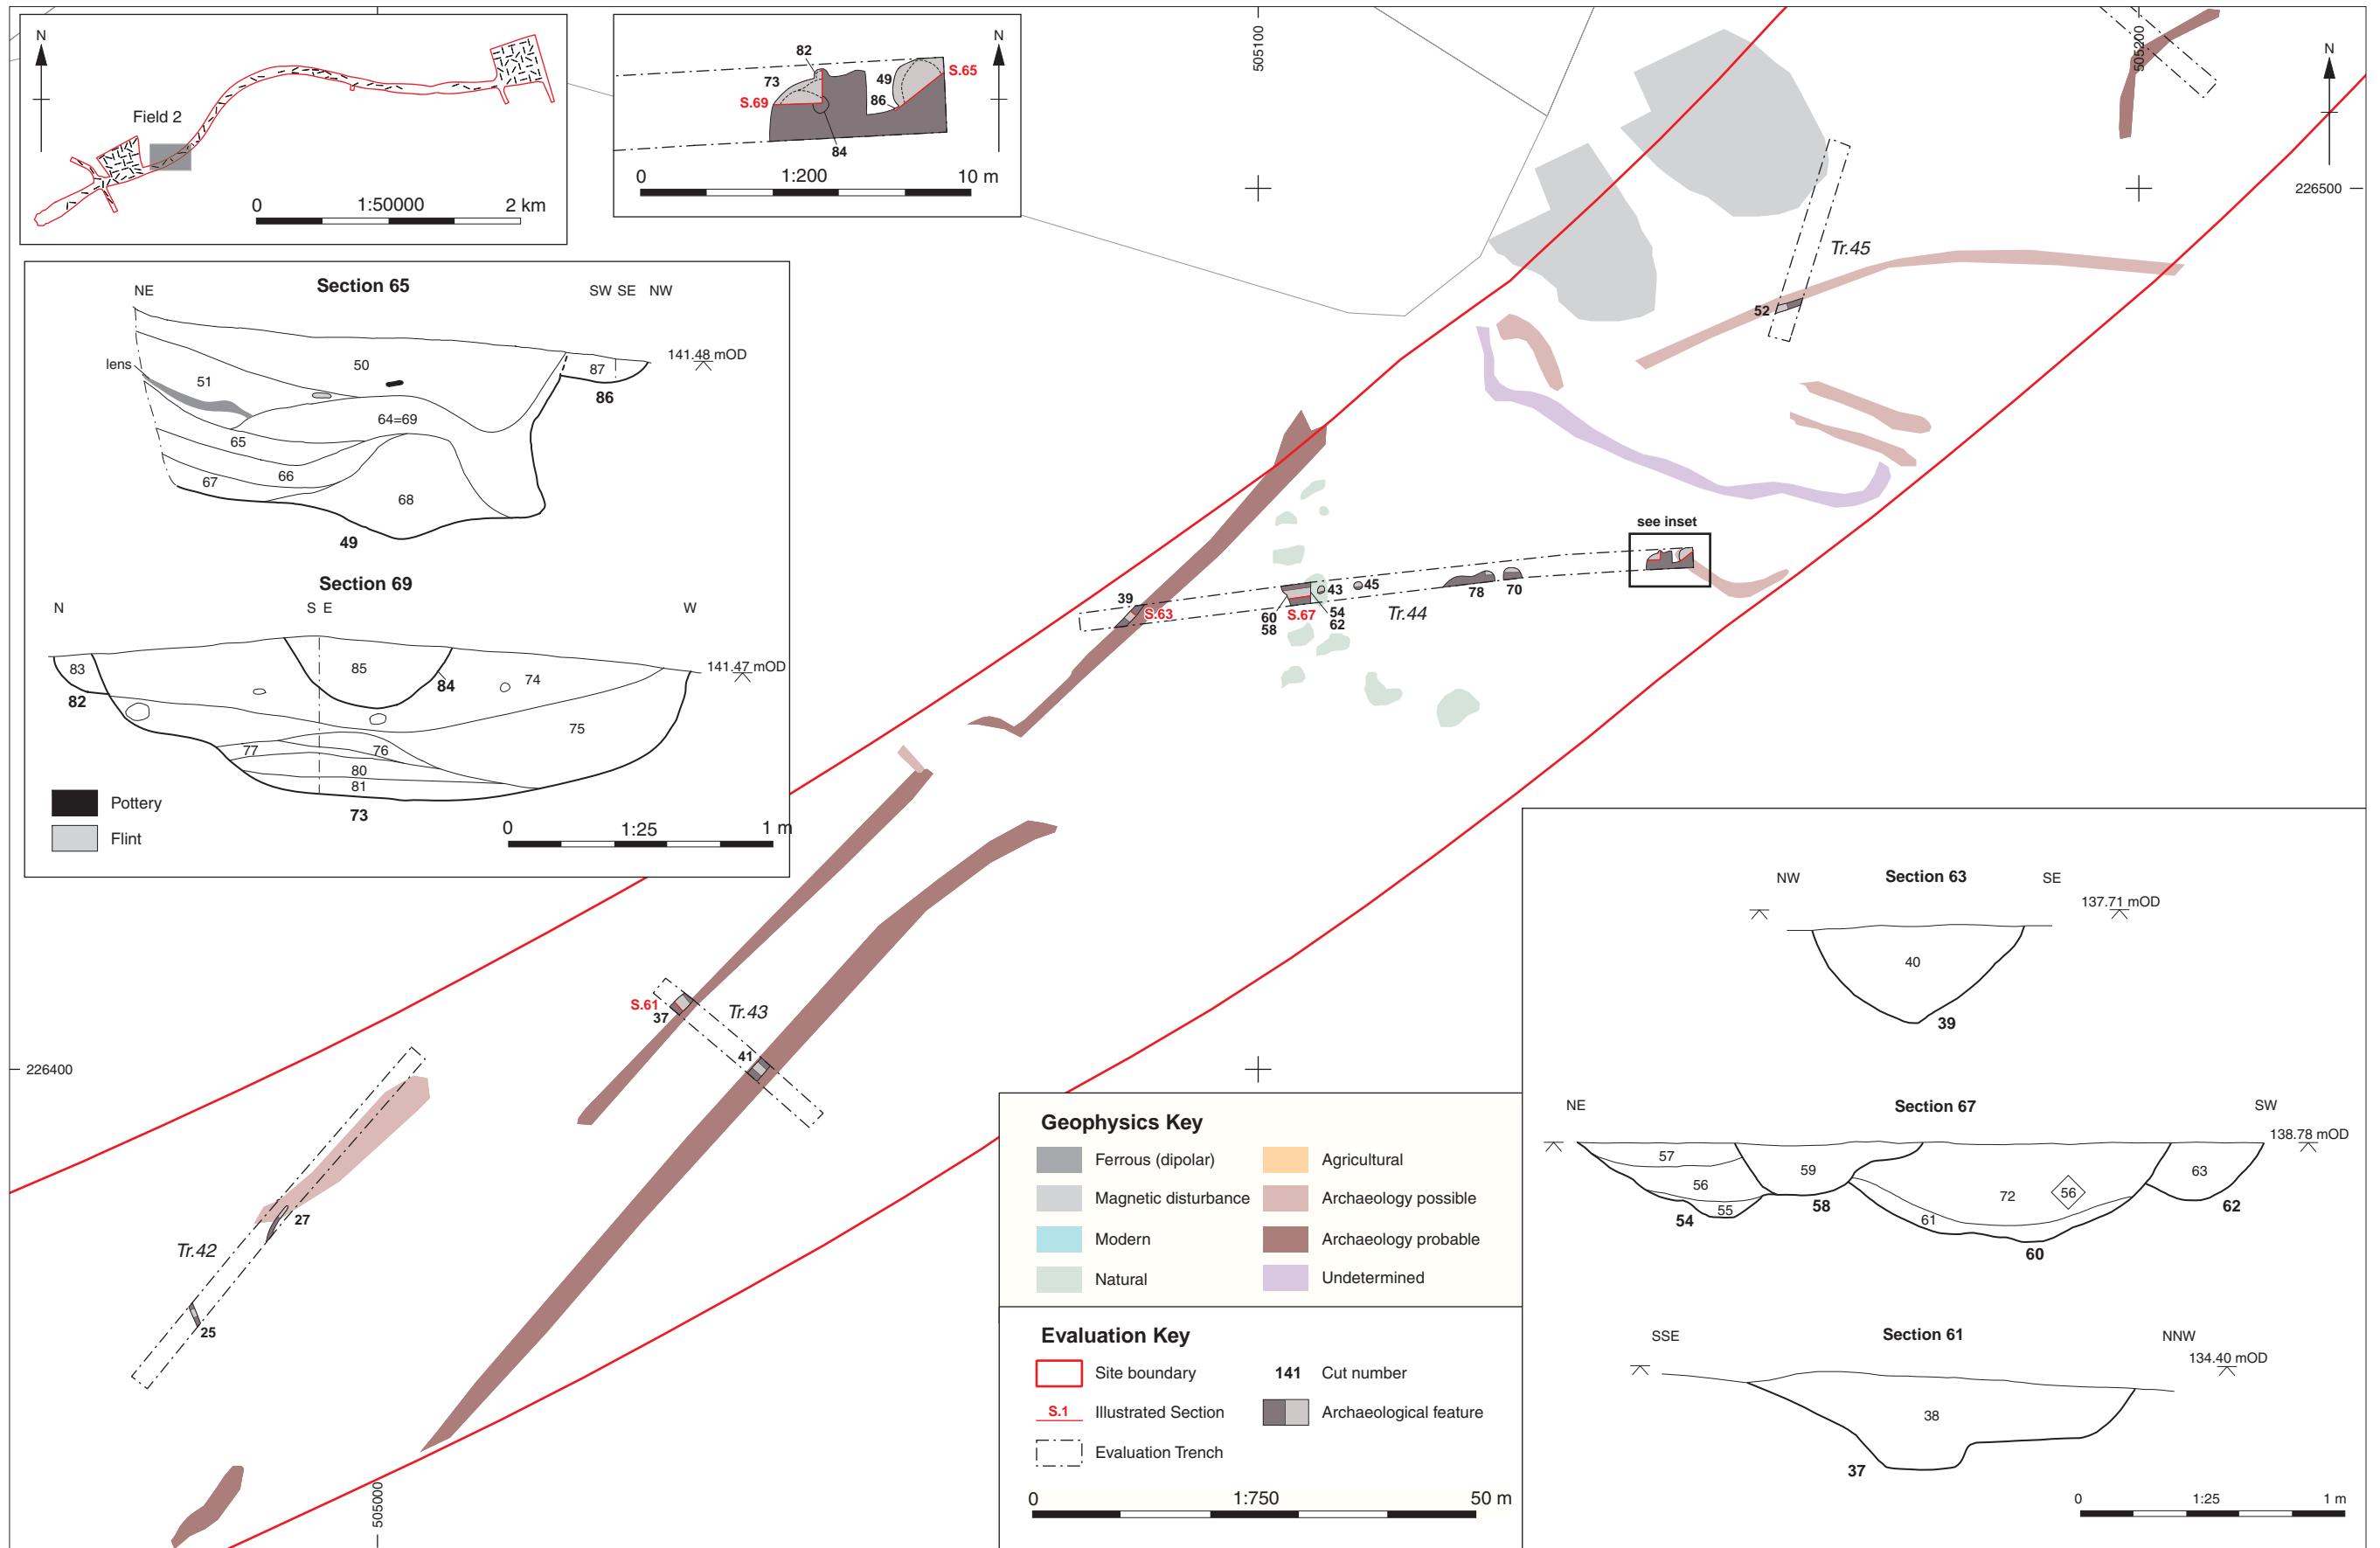 N
Field 2
0
1:50000
2 km
82
73
49
S.65
S.69
86
84
N
0
1:200
10 m
505100
505200
N
226500
Section 65
NE
SW SE NW
141.48 mOD
lens
50
51
87
86
64=69
65
66
67
68
49
Section 69
N
S E
W
141.47 mOD
83
85
84
74
82
75
77
76
80
81
73
Pottery
Flint
0
1:25
1 m
Tr.45
52
see inset
39
S.63
43
45
60
58
S.67
54
62
Tr.44
78
70
S.61
37
Tr.43
41
226400
27
Tr.42
25
505000
Geophysics Key
Ferrous (dipolar)
Agricultural
Magnetic disturbance
Archaeology possible
Modern
Archaeology probable
Natural
Undetermined
Evaluation Key
Site boundary
141 Cut number
S.1 Illustrated Section
Archaeological feature
Evaluation Trench
0
1:750
50 m
Section 63
NW
SE
137.71 mOD
40
39
Section 67
NE
SW
138.78 mOD
57
56
55
54
59
58
72
56
61
60
63
62
Section 61
SSE
NNW
134.40 mOD
38
37
0
1:25
1 m